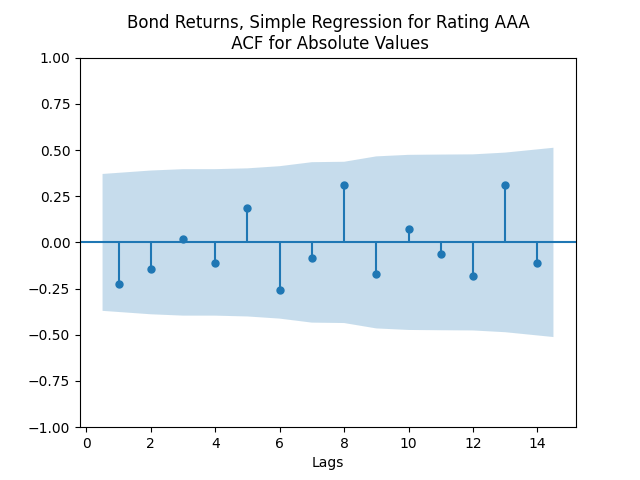 Bond Returns, Simple Regression for Rating AAA
ACF for Absolute Values
1.00
0.75
0.50
0.25
0.00
−0.25
−0.50
−0.75
−1.00
0 2 4 6 8 10 12 14
Lags